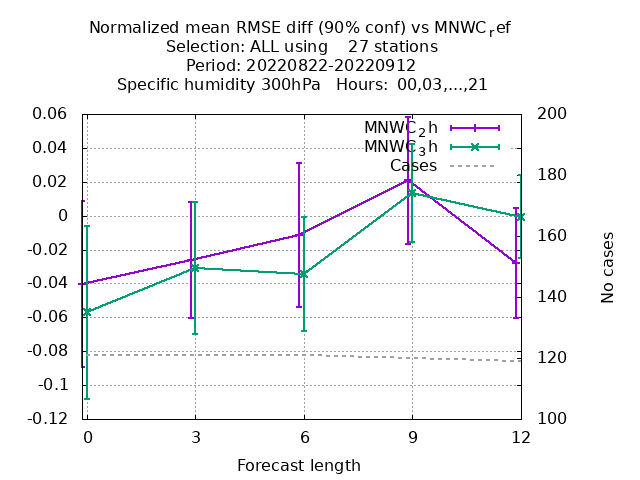 Normalized mean RMSE diff (90% conf) vs MNWCref
Selection: ALL using    27 stations
Period: 20220822-20220912
Specific humidity 300hPa   Hours: 00,03,...,21
0.06
0.04
0.02
0
-0.02
-0.04
-0.06
-0.08
-0.1
-0.12
200
180
160
140
120
100
MNWC2h
MNWC3h
Cases
No cases
0
3
6
9
12
Forecast length